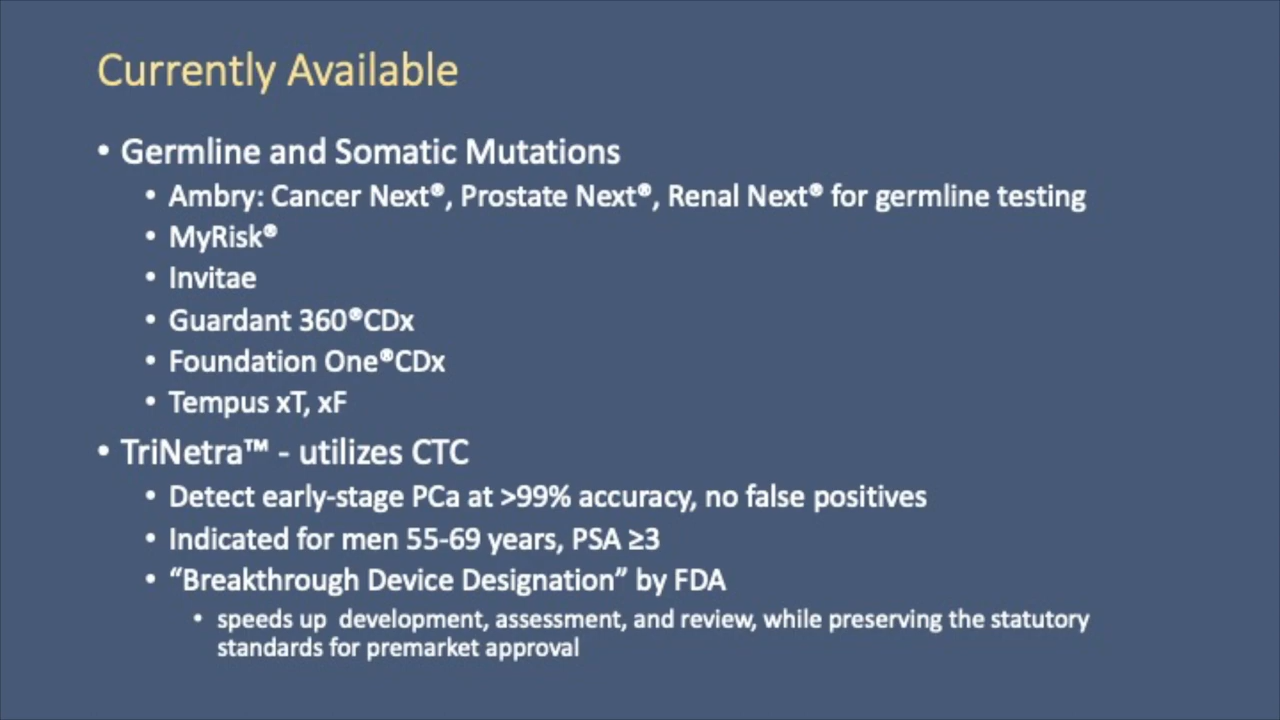 Currently Available
• Germline and Somatic Mutations
• Ambry: Cancer Next®, Prostate Next®, Renal Next® for germline testing
• MyRisk®
• Invitae
• Guardant 360®CDx
• Foundation One®CDx
• Tempus xT, xF
• TriNetra™ - utilizes CTC
• Detect early-stage PCa at >99% accuracy, no false positives
• Indicated for men 55-69 years, PSA ≥3
• “Breakthrough Device Designation” by FDA
• speeds up  development, assessment, and review, while preserving the statutory
standards for premarket approval